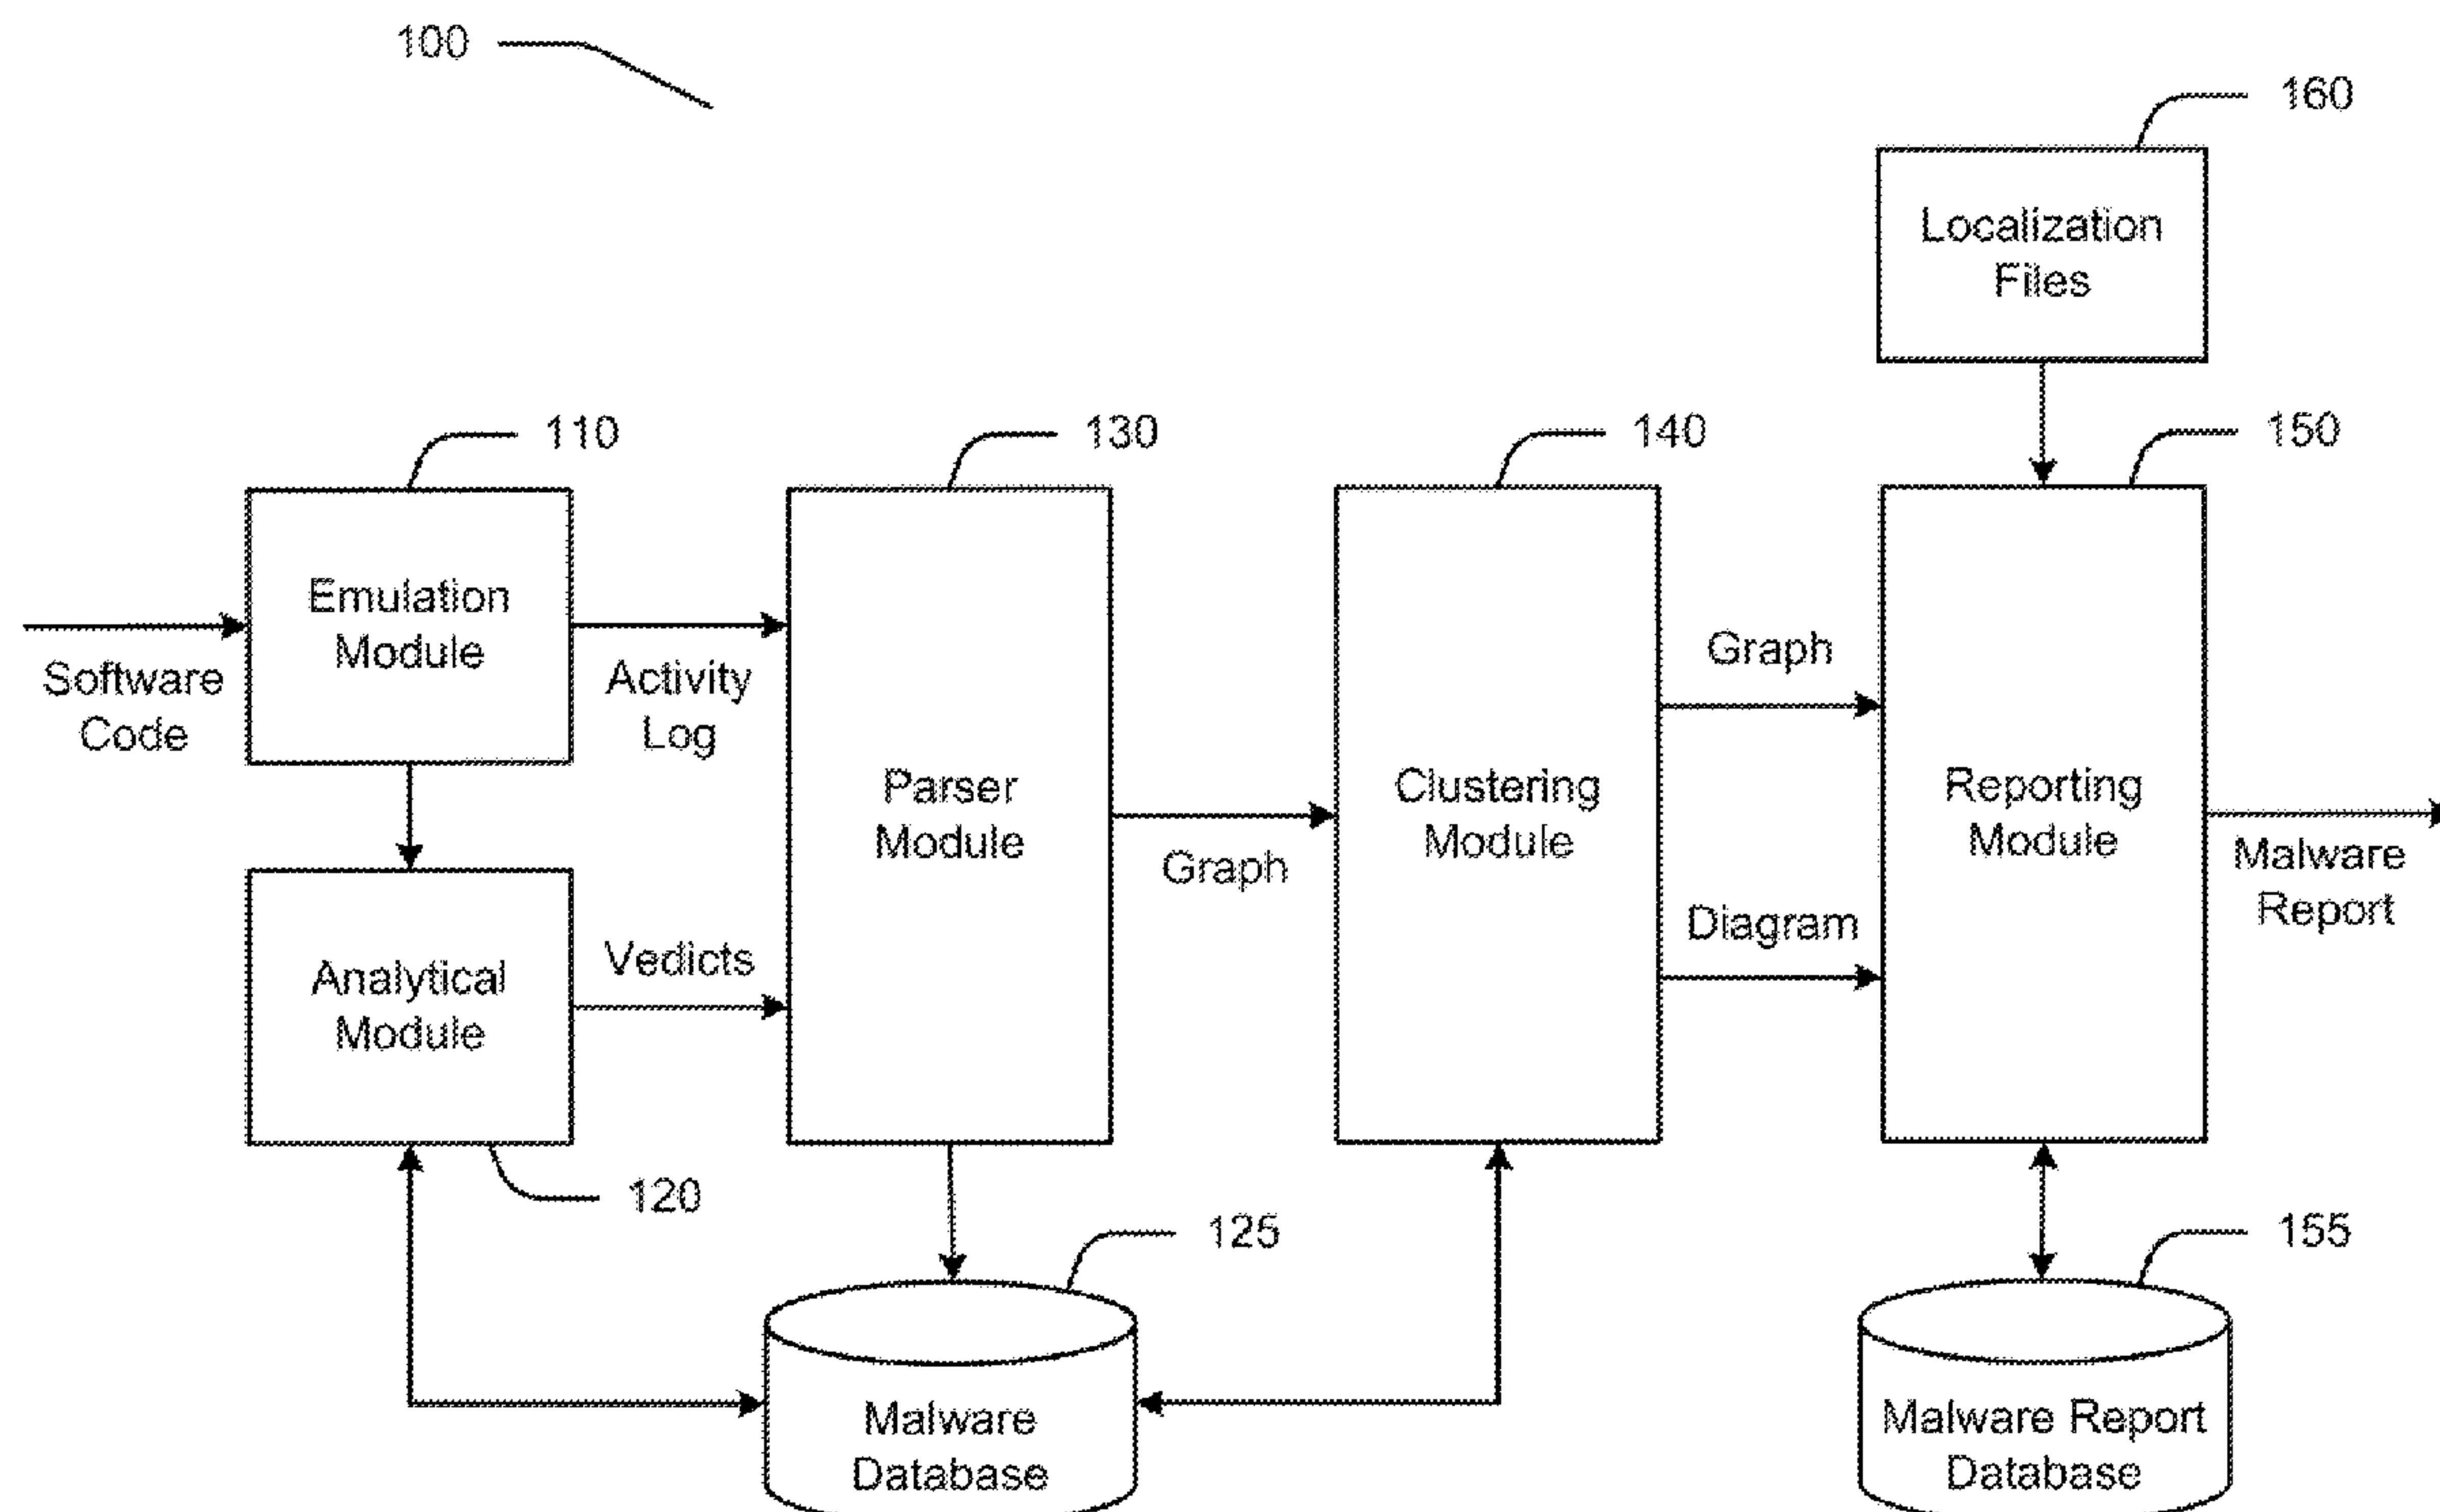 100
160
Localization
Files
110
130
140
150
Emulation
Module
Software
Code
Activity
Log
Graph
Parser
Module
Clustering
Module
Reporting
Module
Graph
Malware
Report
Diagram
Vedicts
Analytical
Module
120
125
155
Malware
Database
Malware Report
Database